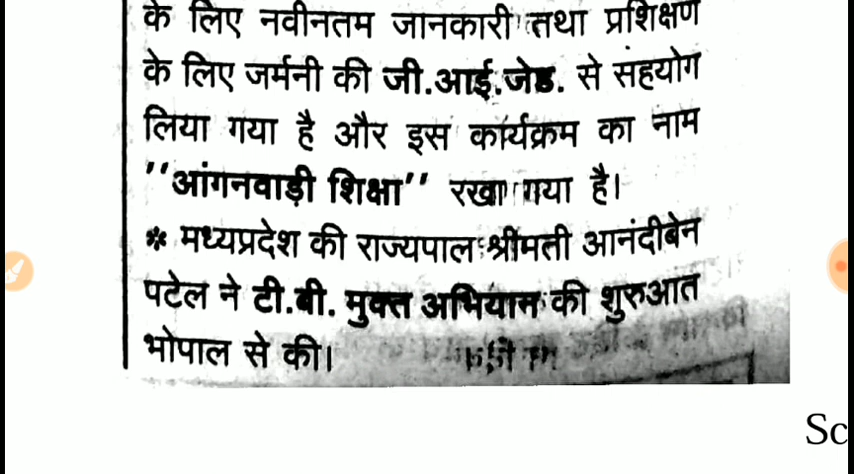 के लिए नवीनतम जानकारी तथा प्रशिक्षण
के लिए जर्मनी की जी.आई.जेड. से सहयोग
लिया गया है और इस कार्यक्रम का नाम
''आंगनवाड़ी शिक्षा'' रखा गया है।
* मध्यप्रदेश की राज्यपाल श्रीमती आनंदीबेन
पटेल ने टी.बी. मुक्त अभियान की शुरुआत
भोपाल से की।
Sc